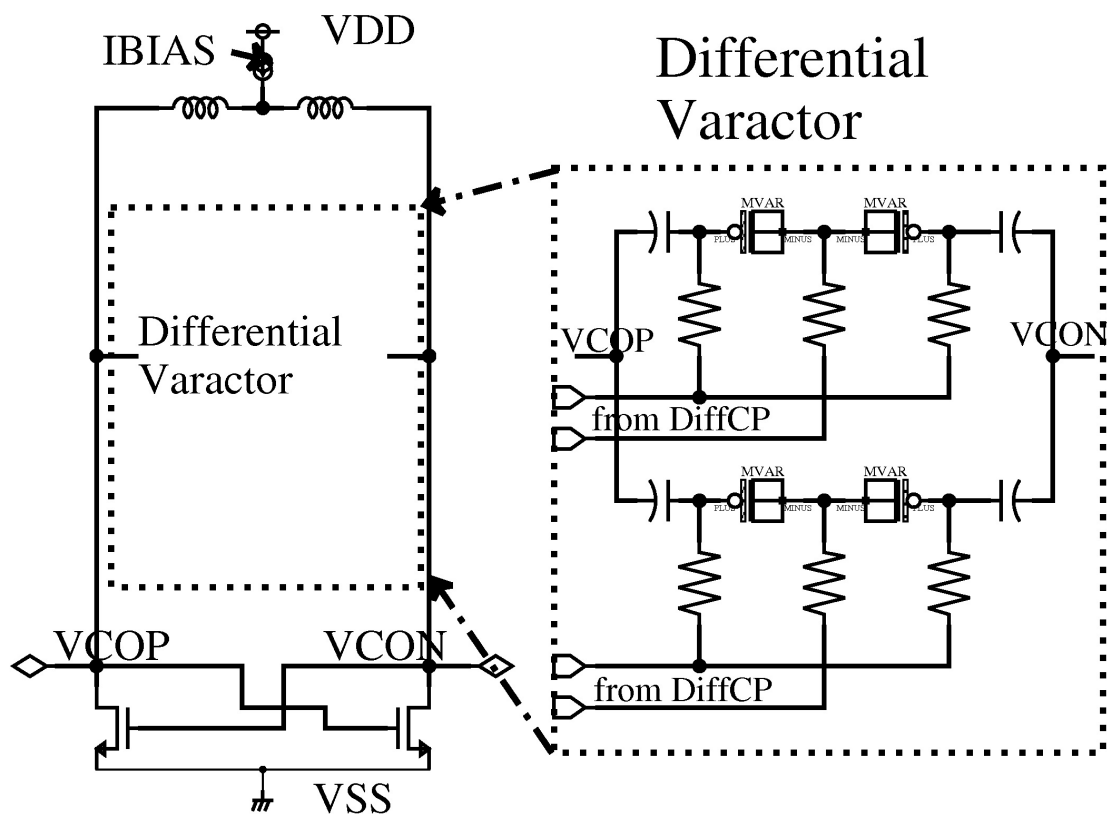 VDD
IBIAS
Differential
Varactor
Differential
Varactor
VCOP
VCON
VSS
MVAR
MVAR
PLUS
MINUS
MINUS
PLUS
VCOP
VCON
from DiffCP
MVAR
MVAR
PLUS
MINUS
MINUS
PLUS
from DiffCP